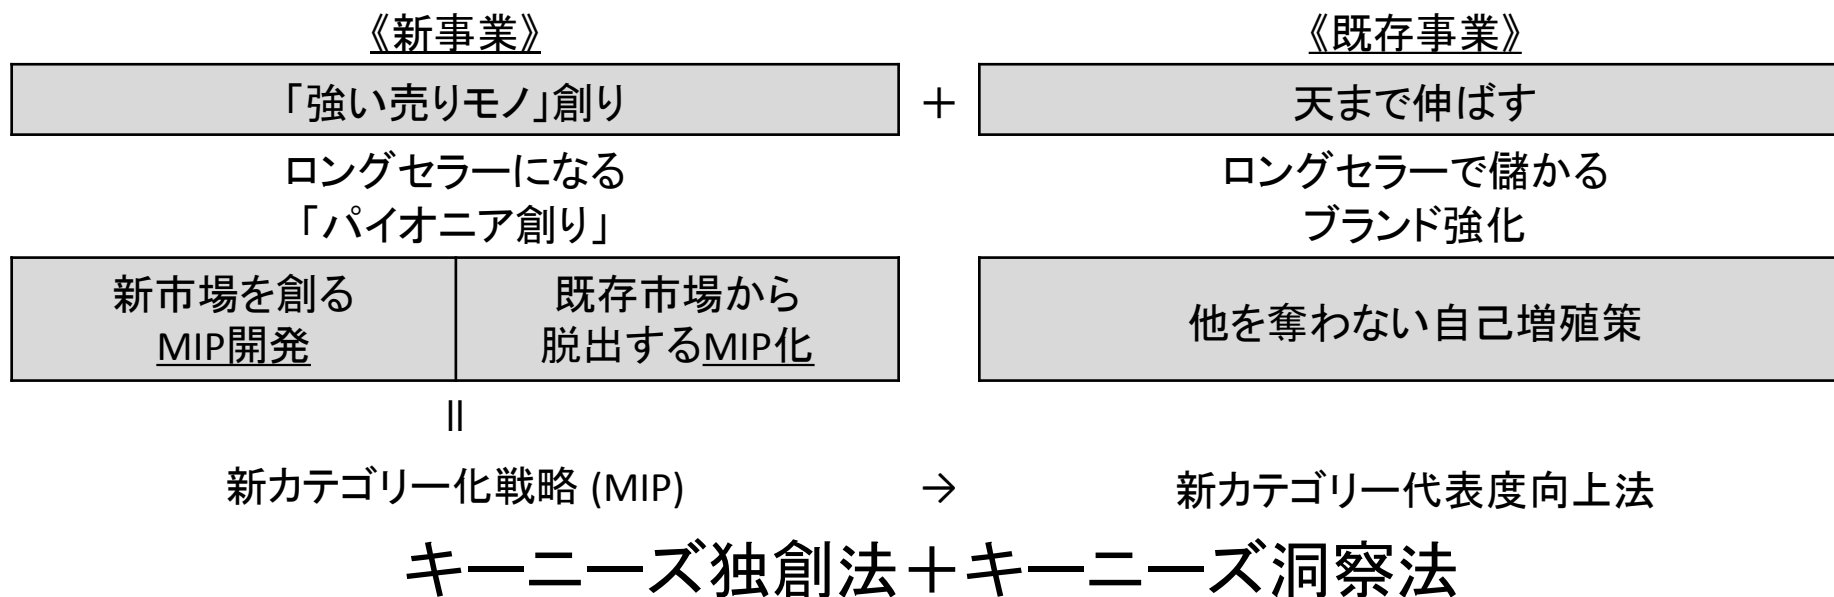 《新事業》
《既存事業》
「強い売りモノ」創り
＋
天まで伸ばす
ロングセラーになる
「パイオニア創り」
ロングセラーで儲かる
ブランド強化
新市場を創る
MIP開発
既存市場から
脱出するMIP化
他を奪わない自己増殖策
＝
新カテゴリー化戦略 (MIP)
→
新カテゴリー代表度向上法
キーニーズ独創法＋キーニーズ洞察法